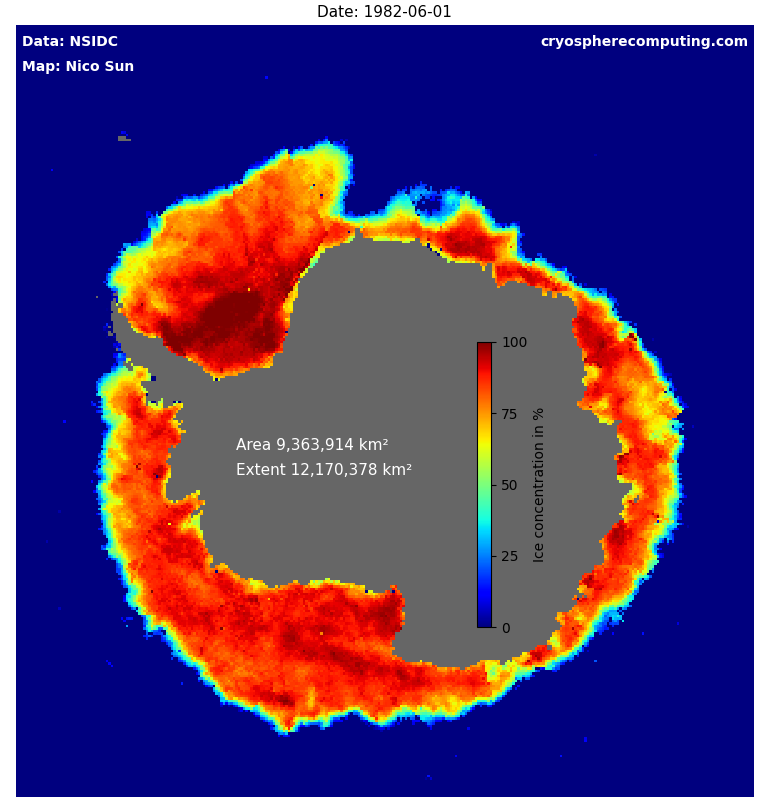 Date: 1982-06-01
Data: NSIDC
cryospherecomputing.com
Map: Nico Sun
100
75
50
25
0
Ice concentration in %
Area 9,363,914 km²
Extent 12,170,378 km²